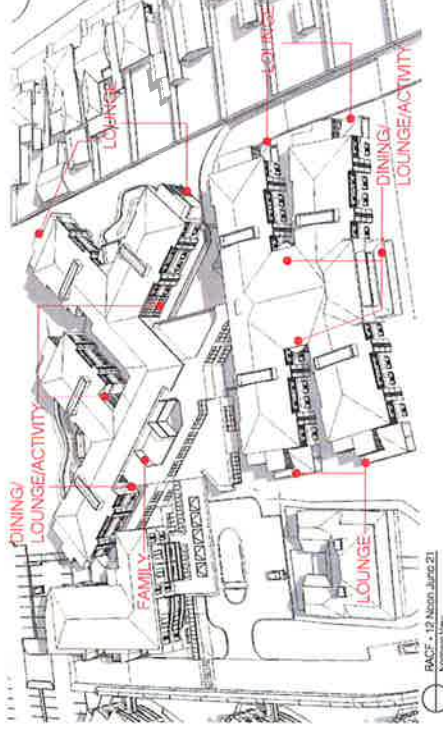 LOUNGE
LOUNGE
DINING/
LOUNGE/ACTIVITY
DINING/
LOUNGE/ACTIVITY
FAMILY
LOUNGE
RACF - 12 Noon June 21